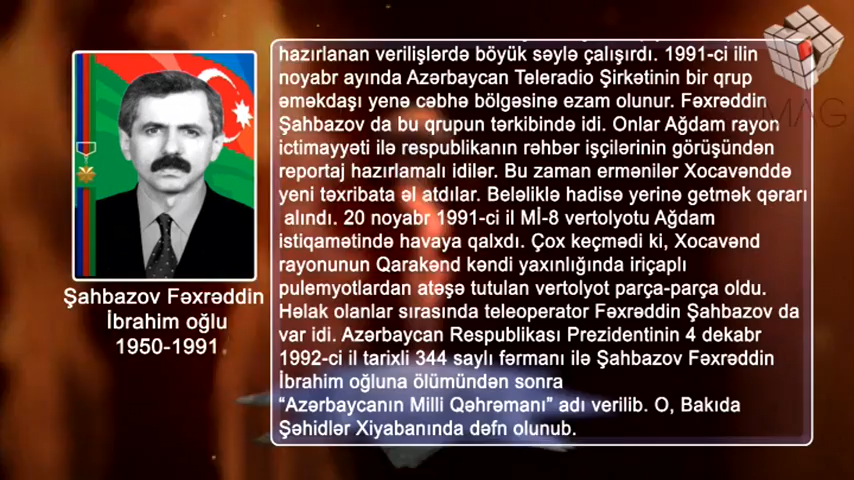 hazırlanan verilişlərdə böyük səylə çalışırdı. 1991-ci ilin
noyabr ayında Azərbaycan Teleradio Şirkətinin bir qrup
əməkdaşı yenə cəbhə bölgəsinə ezam olunur. Fəxrəddin
Şahbazov da bu qrupun tərkibində idi. Onlar Ağdam rayon
ictimayyəti ilə respublikanın rəhbər işçilərinin görüşündən
reportaj hazırlamalı idilər. Bu zaman ermənilər Xocavənddə
yeni təxribata əl atdılar. Beləliklə hadisə yerinə getmək qərarı
alındı. 20 noyabr 1991-ci il Mİ-8 vertolyotu Ağdam
istiqamətində havaya qalxdı. Çox keçmədi ki, Xocavənd
rayonunun Qarakənd kəndi yaxınlığında iriçaplı
pulemyotlardan atəşə tutulan vertolyot parça-parça oldu.
Həlak olanlar sırasında teleoperator Fəxrəddin Şahbazov da
var idi. Azərbaycan Respublikası Prezidentinin 4 dekabr
1992-ci il tarixli 344 saylı fərmanı ilə Şahbazov Fəxrəddin
İbrahim oğluna ölümündən sonra
“Azərbaycanın Milli Qəhrəmanı” adı verilib. O, Bakıda
Şəhidlər Xiyabanında dəfn olunub.
Şahbazov Fəxrəddin
İbrahim oğlu
1950-1991
MAG